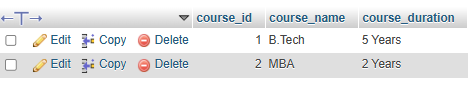 course_id course_name course_duration
Edit Copy Delete 1 B.Tech 5 Years
Edit Copy Delete 2 MBA 2 Years